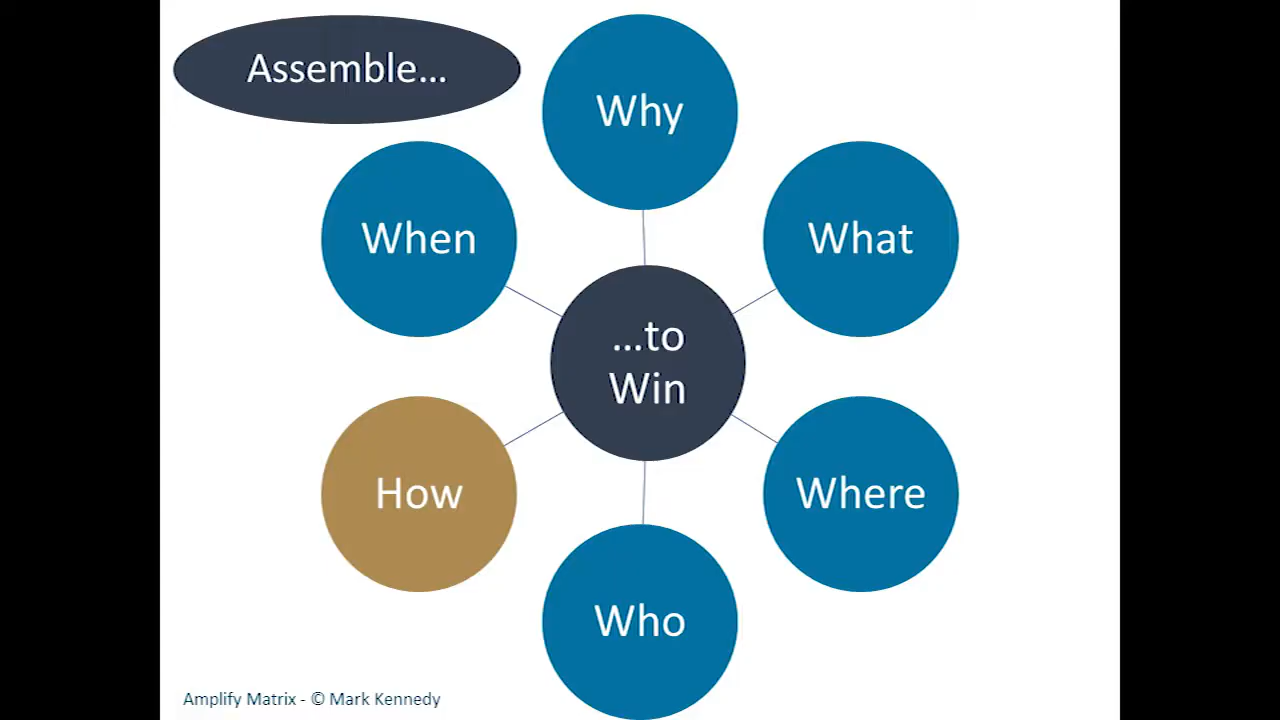 Assemble...
Why
When
What
...to
Win
How
Where
Who
Amplify Matrix - © Mark Kennedy